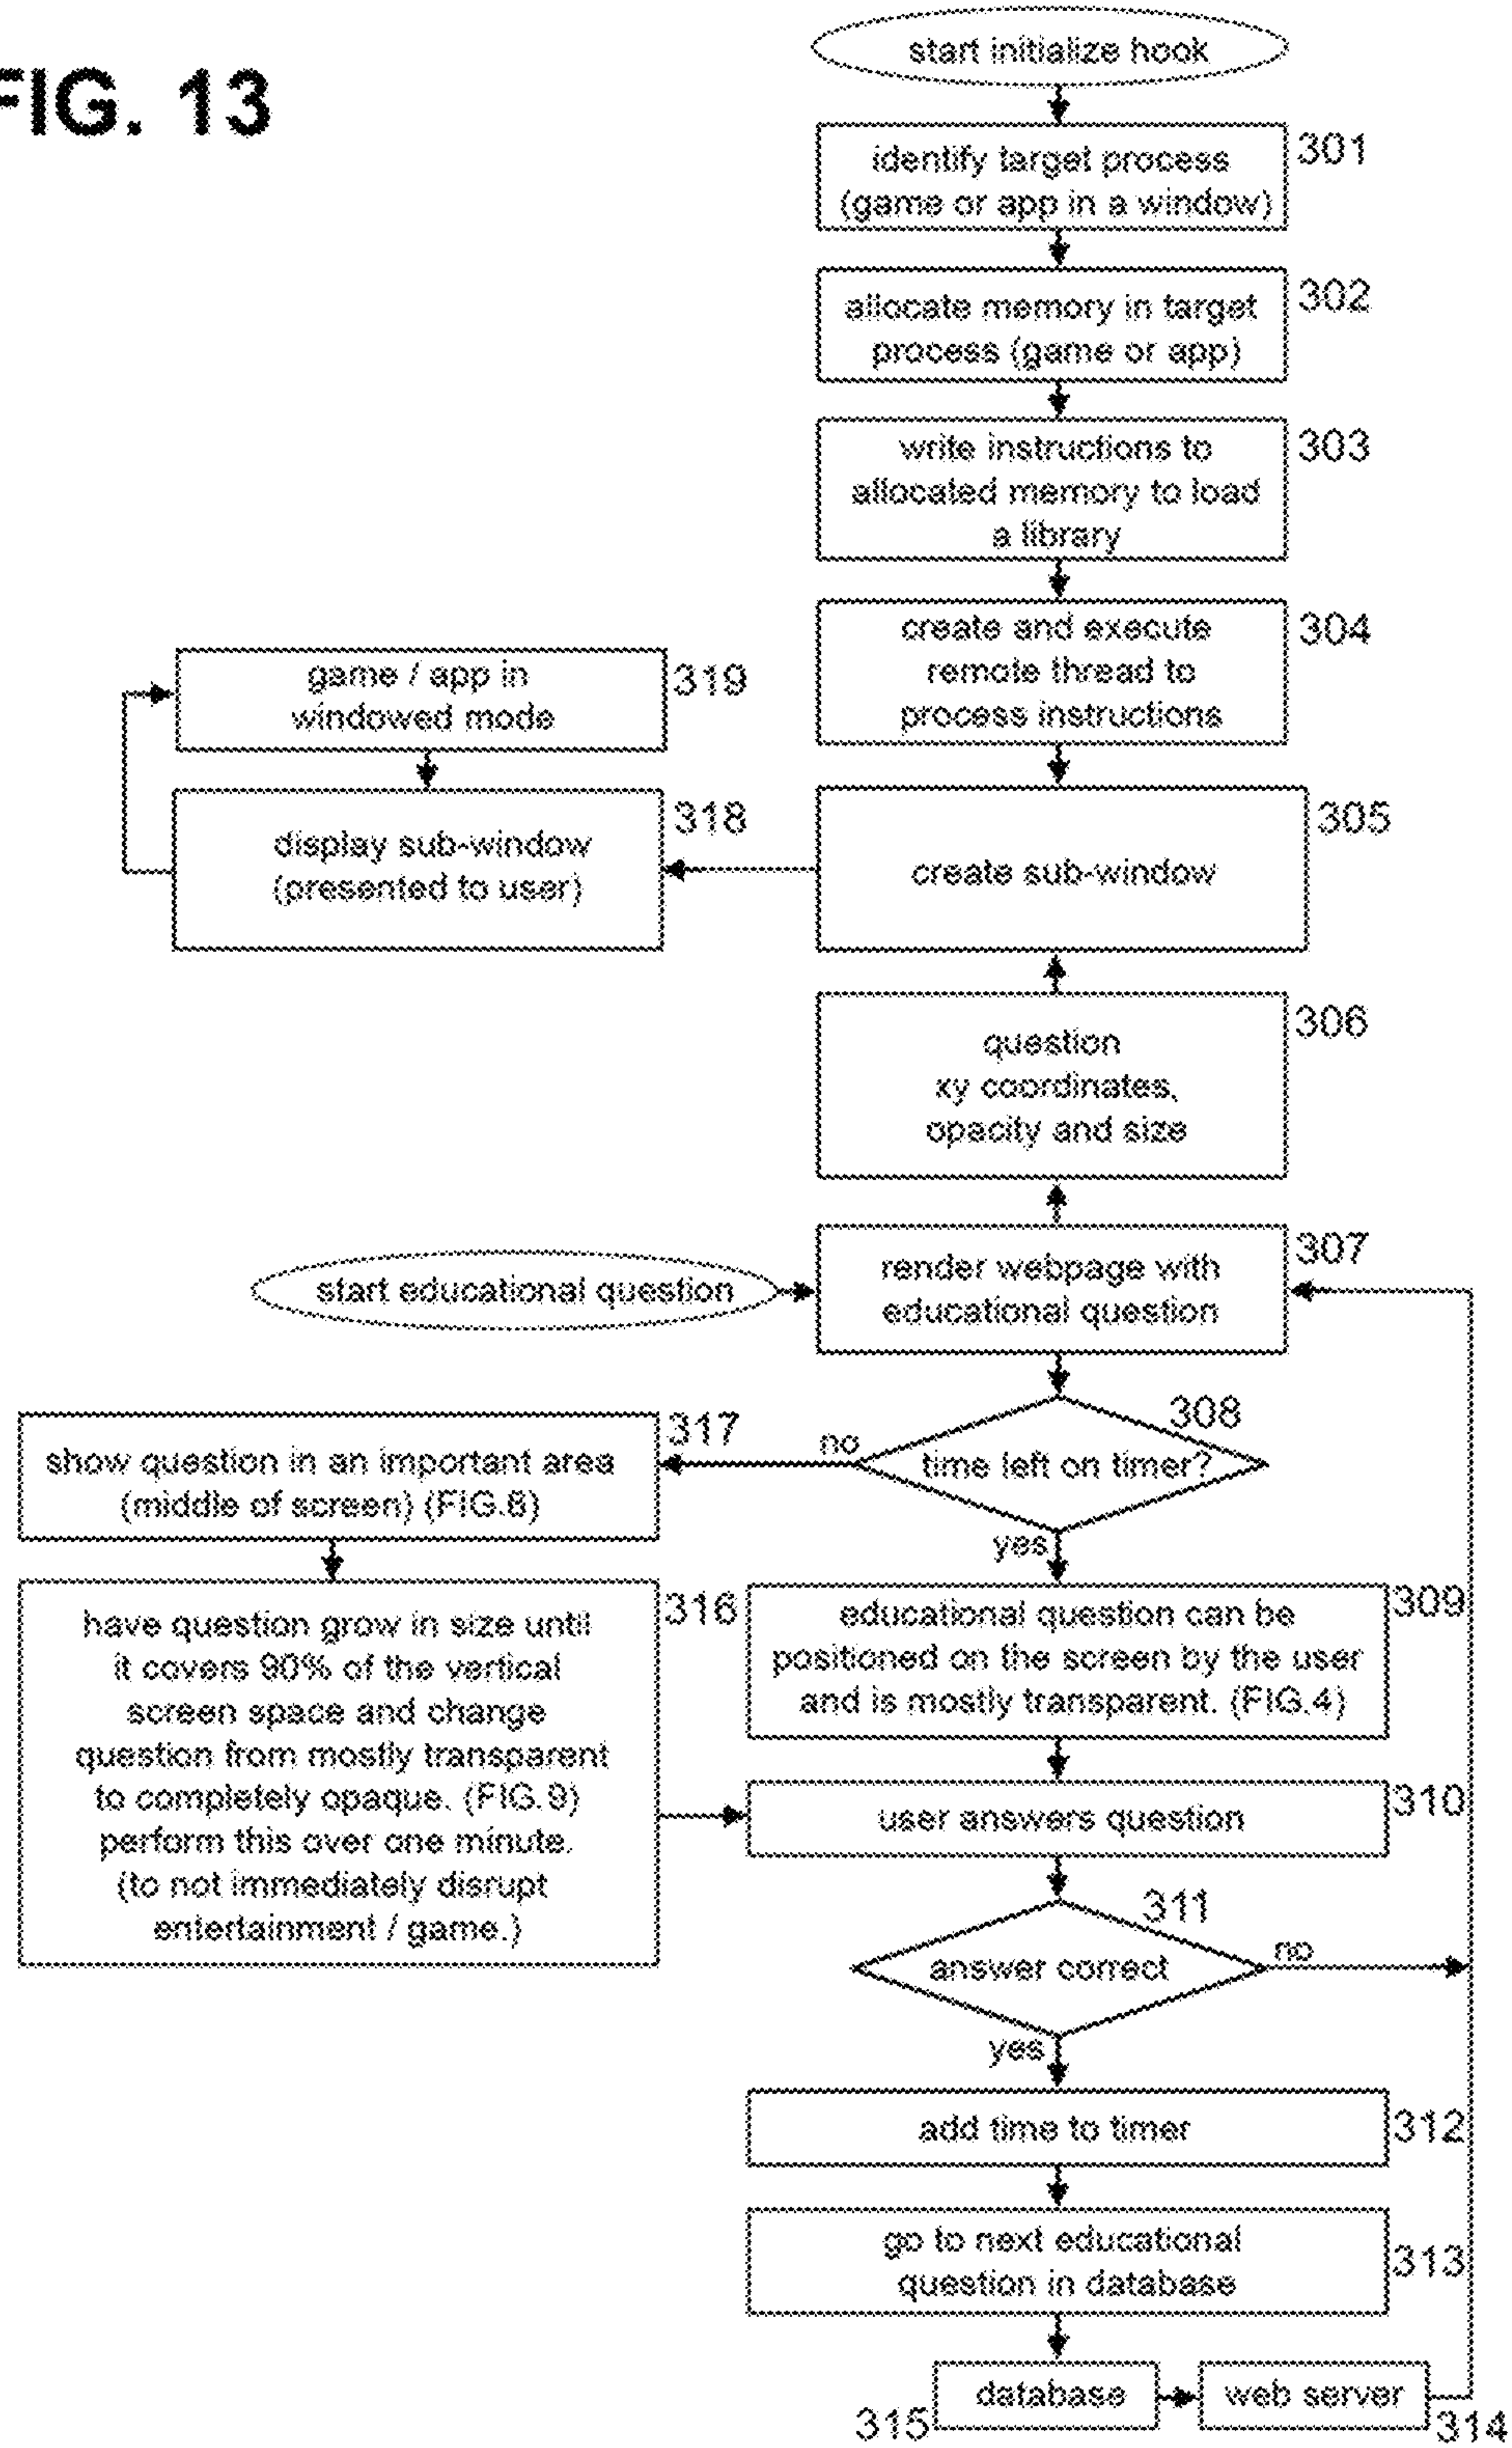 FIG. 13
start initialize hook
identify target process
(game or app in a window)
301
allocate memory in target
process (game or app)
302
write instructions to
allocated memory to load
a library
303
create and execute
remote thread to
process instructions
304
game / app in
windowed mode
319
display sub-window
(presented to user)
318
create sub-window
305
question
xy coordinates,
opacity and size
306
start educational question
render webpage with
educational question
307
time left on timer?
308
no
yes
show question in an important area
(middle of screen) (FIG.8)
317
have question grow in size until
it covers 90% of the vertical
screen space and change
question from mostly transparent
to completely opaque. (FIG.9)
perform this over one minute.
(to not immediately disrupt
entertainment / game.)
316
educational question can be
positioned on the screen by the user
and is mostly transparent. (FIG.4)
309
user answers question
310
answer correct
311
no
yes
add time to timer
312
go to next educational
question in database
313
database
315
web server
314